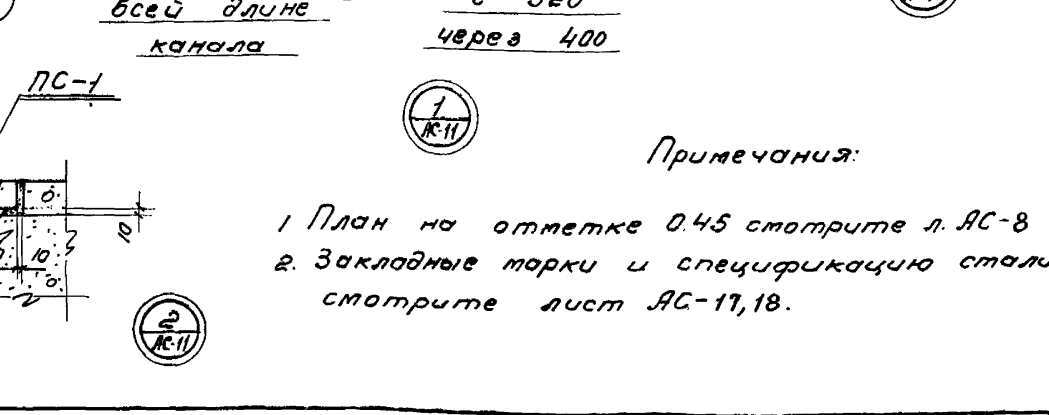 всей длине
канала
через 400
ПС-1
1
АС-11
Примечания:
1 План на отметке 0.45 смотрите л. АС-8
2. Закладные марки и спецификацию стали
смотрите лист АС-17,18.
10
10
2
АС-11